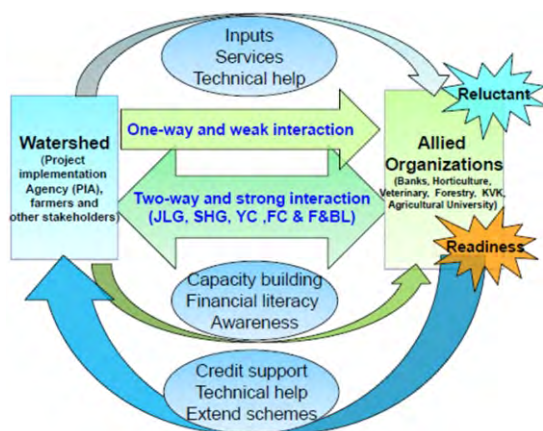 Inputs
Services
Technical help
Reluctant
Watershed
(Project
implementation
Agency (PIA),
farmers and
other stakeholders)
One-way and weak interaction
Allied
Organizations
(Banks, Horticulture,
Veterinary, Forestry, KVK,
Agricultural University)
Two-way and strong interaction
(JLG, SHG, YC ,FC & F&BL)
Readiness
Capacity building
Financial literacy
Awareness
Credit support
Technical help
Extend schemes